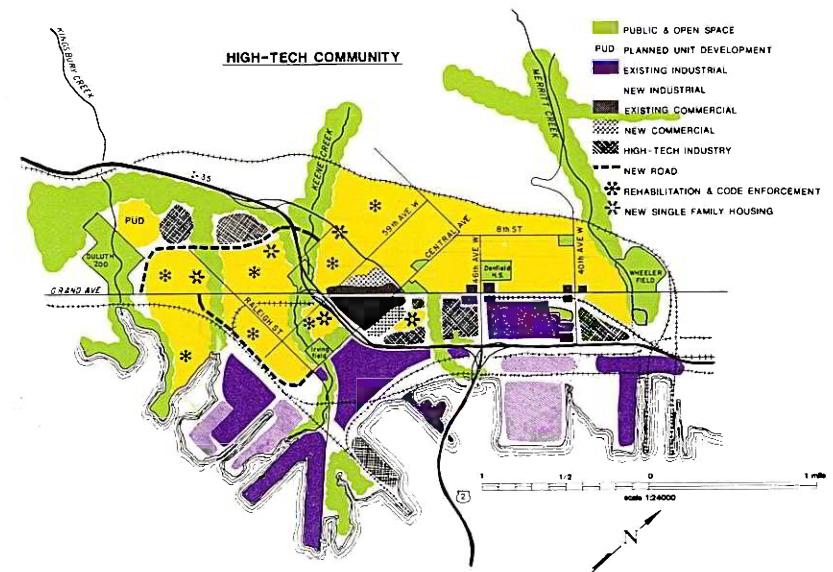 HIGH-TECH COMMUNITY
PUBLIC & OPEN SPACE
PUD PLANNED UNIT DEVELOPMENT
EXISTING INDUSTRIAL
NEW INDUSTRIAL
EXISTING COMMERCIAL
NEW COMMERCIAL
HIGH-TECH INDUSTRY
NEW ROAD
REHABILITATION & CODE ENFORCEMENT
NEW SINGLE FAMILY HOUSING
KINGSBURY CREEK
KEENE CREEK
MERRITT CREEK
I-35
PUD
DULUTH
ZOO
59th AVE W
CENTRAL AVE
46th AVE W
8th ST
40th AVE W
Denfield
H.S.
WHEELER
FIELD
GRAND AVE
RALEIGH ST
Irving
field
2
1 1/2 0 1 mile
scale 1:24000
N